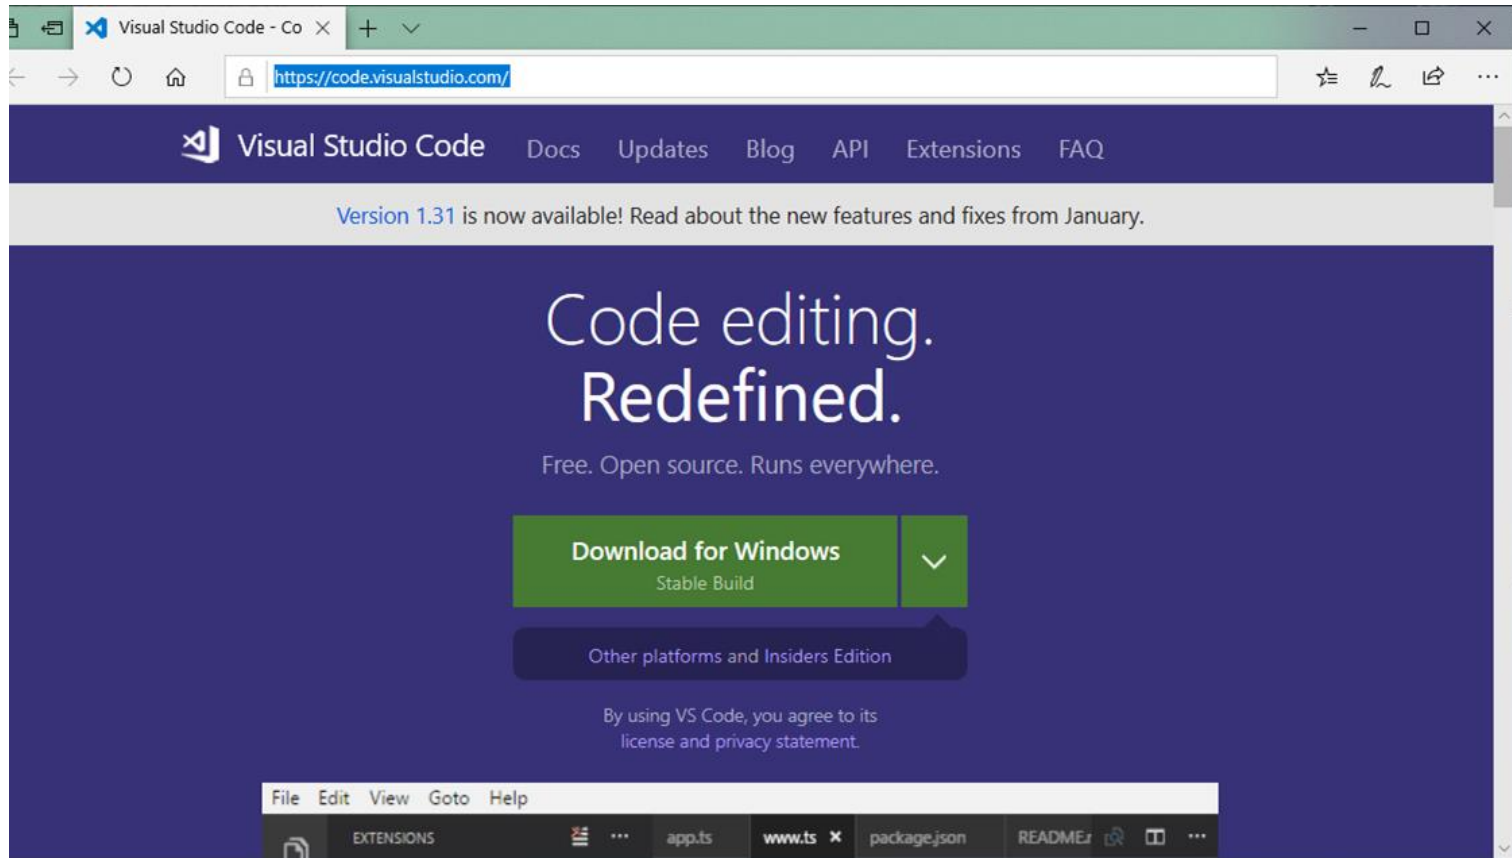 Visual Studio Code - Co
https://code.visualstudio.com/
Visual Studio Code Docs Updates Blog API Extensions FAQ
Version 1.31 is now available! Read about the new features and fixes from January.
Code editing.
Redefined.
Free. Open source. Runs everywhere.
Download for Windows
Stable Build
Other platforms and Insiders Edition
By using VS Code, you agree to its
license and privacy statement.
File Edit View Goto Help
EXTENSIONS app.ts www.ts package.json README.r